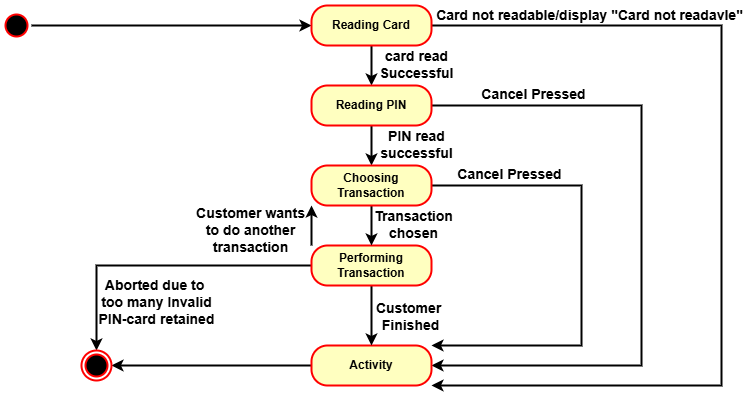 Reading Card
Card not readable/display "Card not readavle"
card read
Successful
Reading PIN
Cancel Pressed
PIN read
successful
Choosing
Transaction
Cancel Pressed
Customer wants
to do another
transaction
Transaction
chosen
Performing
Transaction
Aborted due to
too many Invalid
PIN-card retained
Customer
Finished
Activity